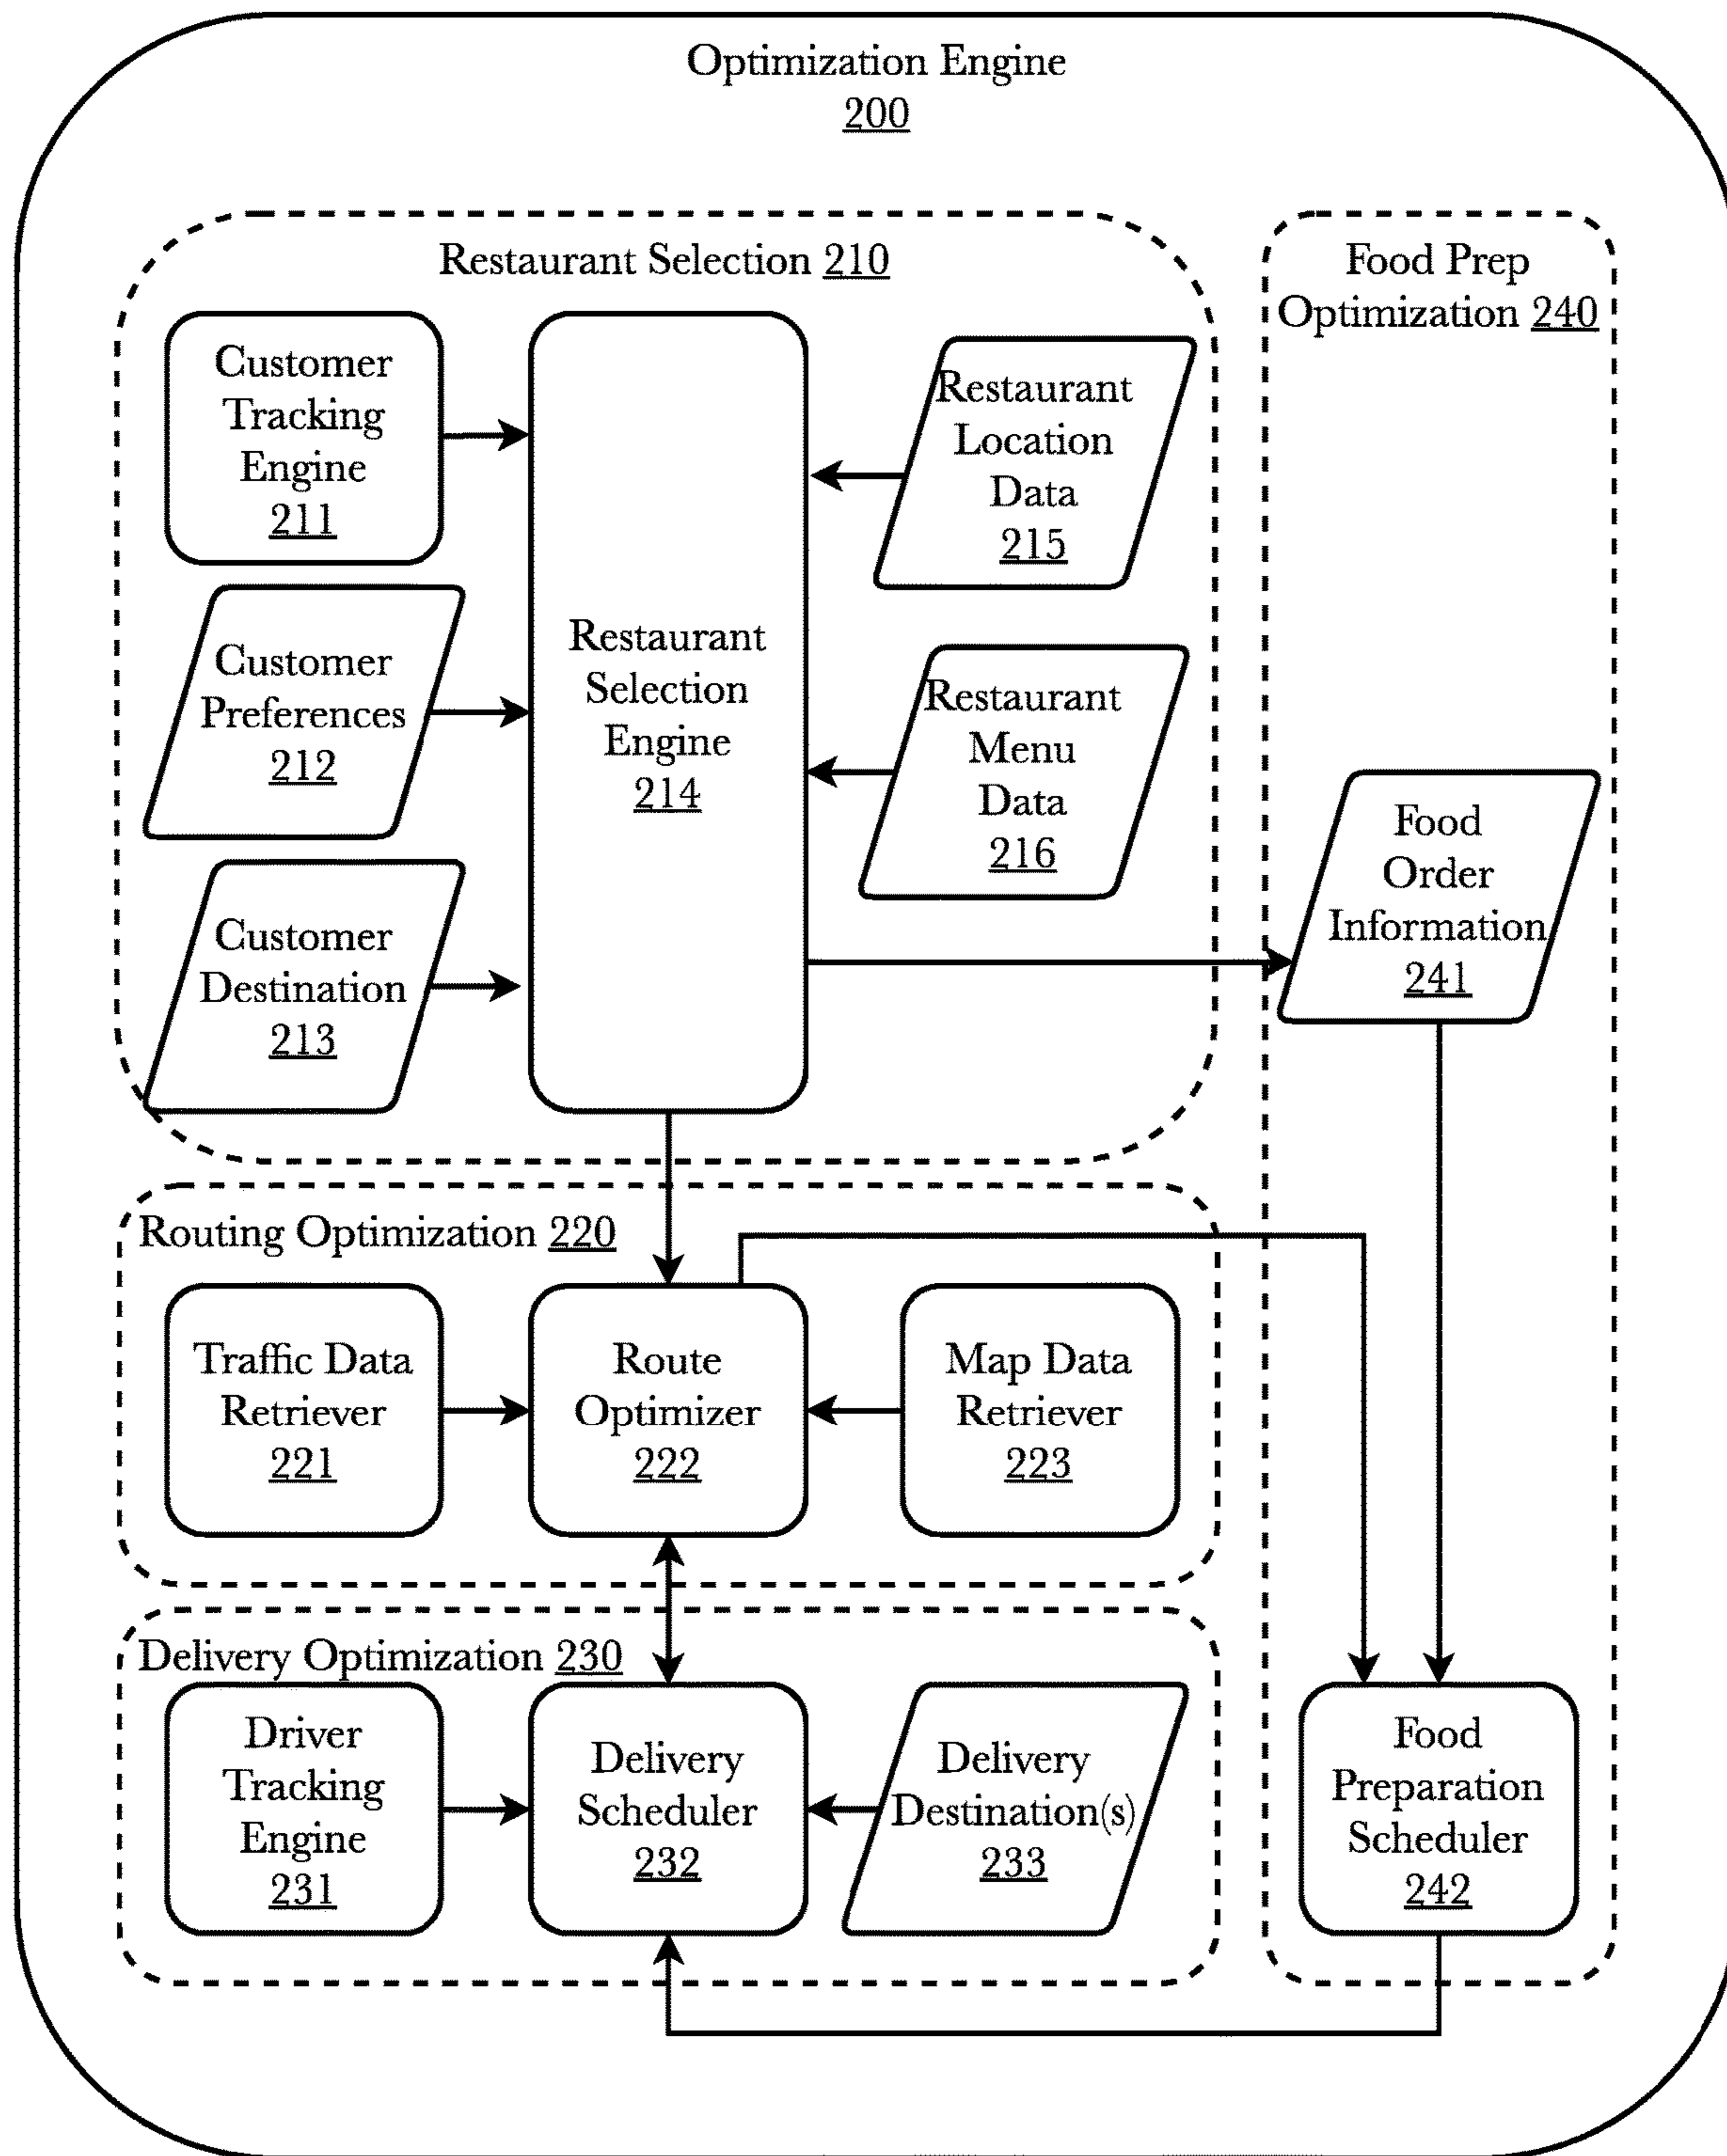 Optimization Engine
200
Restaurant Selection 210
Customer
Tracking
Engine
211
Customer
Preferences
212
Customer
Destination
213
Restaurant
Selection
Engine
214
Restaurant
Location
Data
215
Restaurant
Menu
Data
216
Food Prep
Optimization 240
Food
Order
Information
241
Routing Optimization 220
Traffic Data
Retriever
221
Route
Optimizer
222
Map Data
Retriever
223
Delivery Optimization 230
Driver
Tracking
Engine
231
Delivery
Scheduler
232
Delivery
Destination(s)
233
Food
Preparation
Scheduler
242